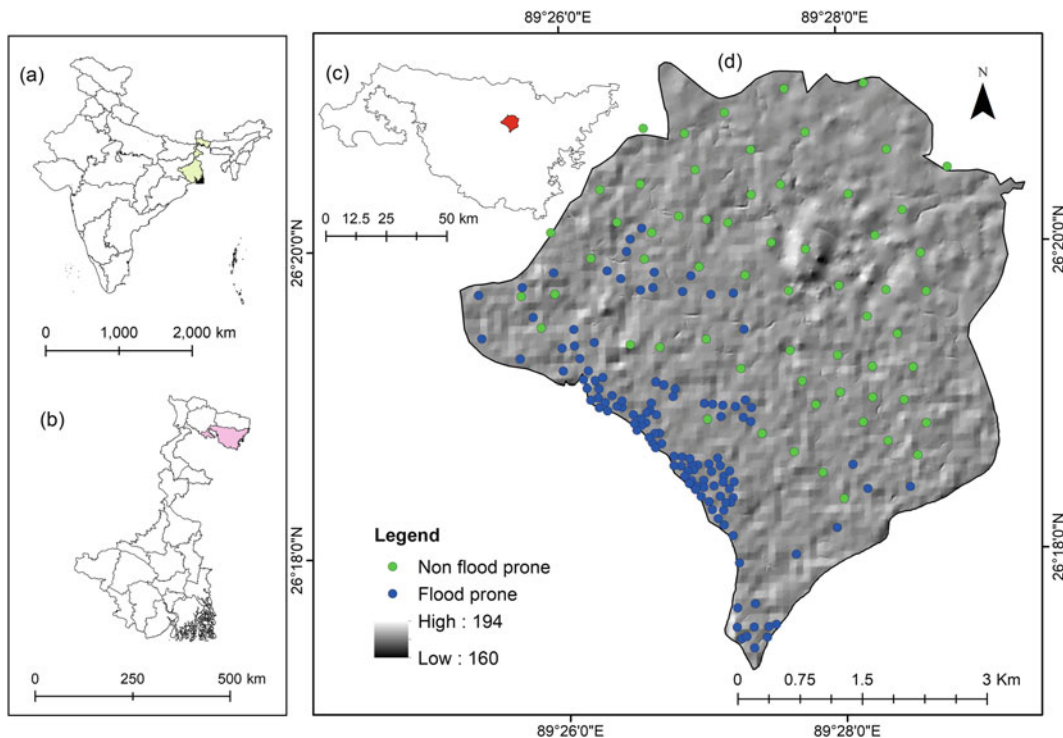 89°26'0"E 89°28'0"E
(a)
0 1,000 2,000 km
(b)
0 250 500 km
(c)
0 12.5 25 50 km
(d)
N
26°20'0"N 26°20'0"N
26°18'0"N 26°18'0"N
Legend
Non flood prone
Flood prone
High : 194
Low : 160
0 0.75 1.5 3 Km
89°26'0"E 89°28'0"E